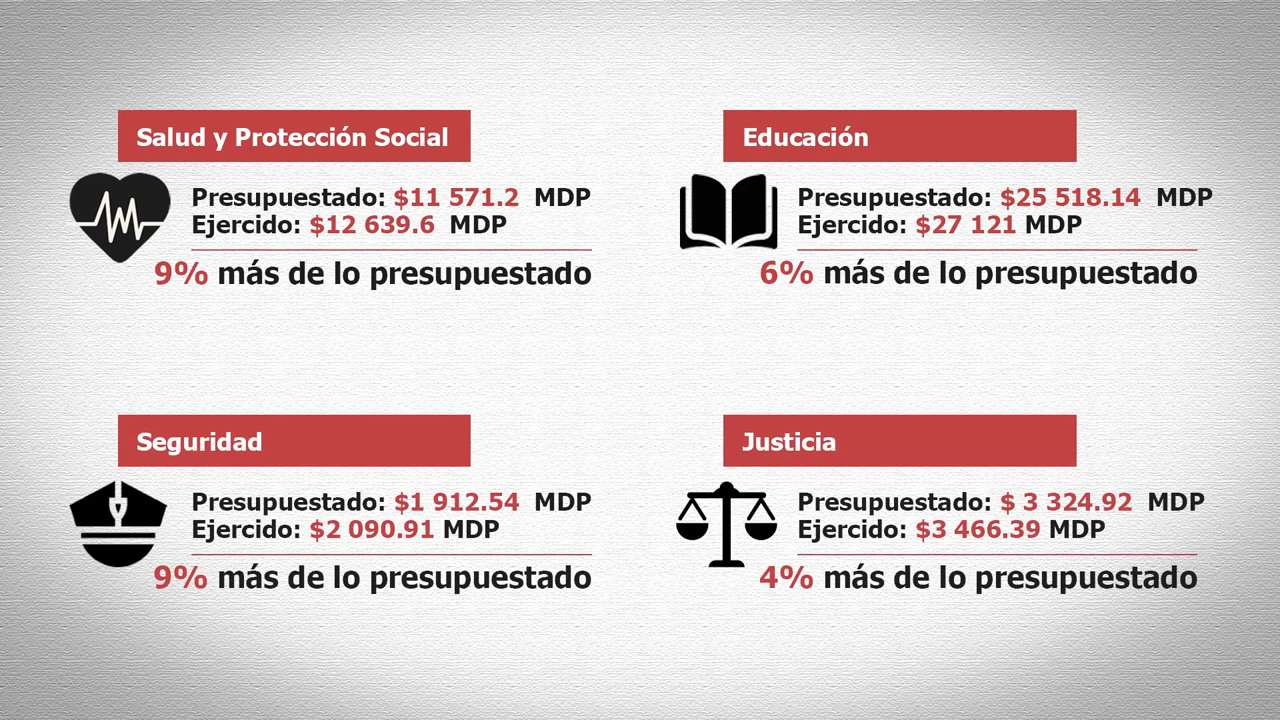 Salud y Protección Social
Presupuestado: $11 571.2 MDP
Ejercido: $12 639.6 MDP
9% más de lo presupuestado
Educación
Presupuestado: $25 518.14 MDP
Ejercido: $27 121 MDP
6% más de lo presupuestado
Seguridad
Presupuestado: $1 912.54 MDP
Ejercido: $2 090.91 MDP
9% más de lo presupuestado
Justicia
Presupuestado: $ 3 324.92 MDP
Ejercido: $3 466.39 MDP
4% más de lo presupuestado